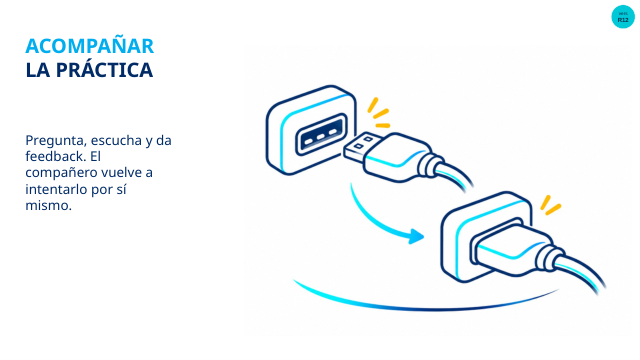 R12
ACOMPAÑAR
LA PRÁCTICA
Pregunta, escucha y da
feedback. El
compañero vuelve a
intentarlo por sí
mismo.